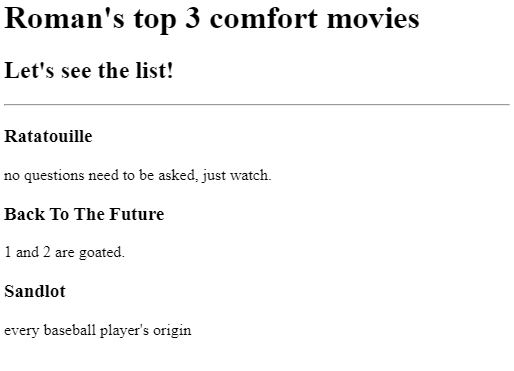 Roman's top 3 comfort movies
Let's see the list!
Ratatouille
no questions need to be asked, just watch.
Back To The Future
1 and 2 are goated.
Sandlot
every baseball player's origin